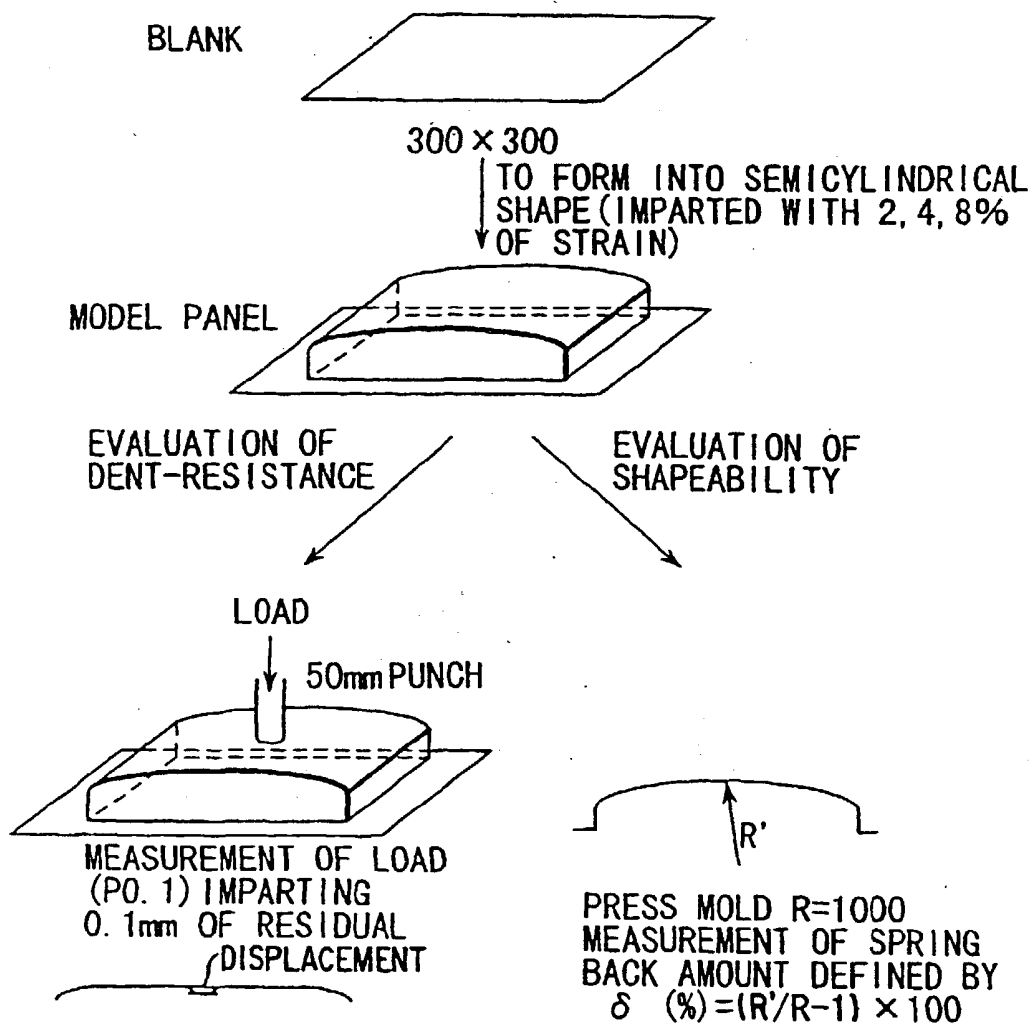 BLANK
300 × 300
TO FORM INTO SEMICYLINDRICAL
SHAPE (IMPARTED WITH 2, 4, 8%
OF STRAIN)
MODEL PANEL
EVALUATION OF
DENT-RESISTANCE
EVALUATION OF
SHAPEABILITY
LOAD
50mm PUNCH
MEASUREMENT OF LOAD
(P0. 1) IMPARTING
0. 1mm OF RESIDUAL
DISPLACEMENT
R'
PRESS MOLD R=1000
MEASUREMENT OF SPRING
BACK AMOUNT DEFINED BY
δ (%)=(R'/R-1) × 100